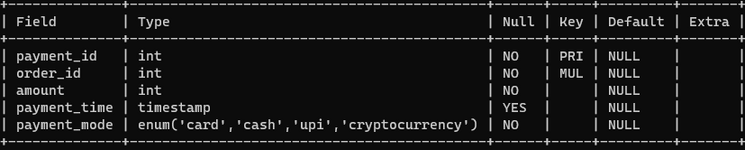 +--------------+---------------------------------------------+------+-----+---------+-------+
| Field        | Type                                        | Null | Key | Default | Extra |
+--------------+---------------------------------------------+------+-----+---------+-------+
| payment_id   | int                                         | NO   | PRI | NULL    |       |
| order_id     | int                                         | NO   | MUL | NULL    |       |
| amount       | int                                         | NO   |     | NULL    |       |
| payment_time | timestamp                                   | YES  |     | NULL    |       |
| payment_mode | enum('card','cash','upi','cryptocurrency') | NO   |     | NULL    |       |
+--------------+---------------------------------------------+------+-----+---------+-------+